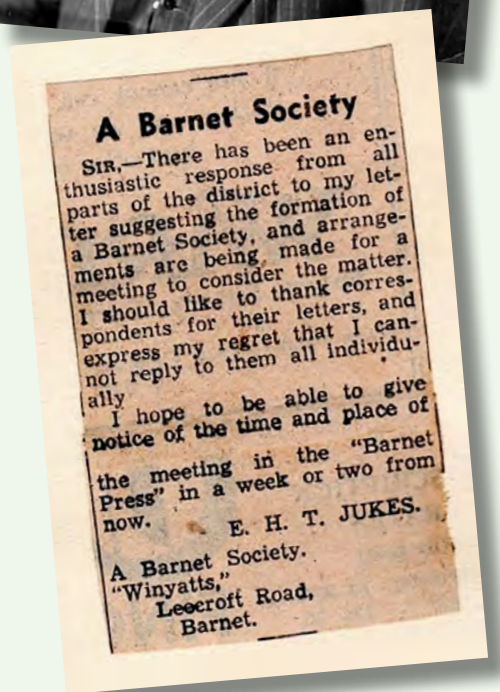 A Barnet Society
SIR,—There has been an en-
thusiastic response from all
parts of the district to my let-
ter suggesting the formation of
a Barnet Society, and arrange-
ments are being made for a
meeting to consider the matter.
I should like to thank corres-
pondents for their letters, and
express my regret that I can-
not reply to them all individu-
ally
I hope to be able to give
notice of the time and place of
the meeting in the "Barnet
Press" in a week or two from
now.
E. H. T. JUKES.
A Barnet Society.
"Winyatts,"
Leecroft Road,
Barnet.